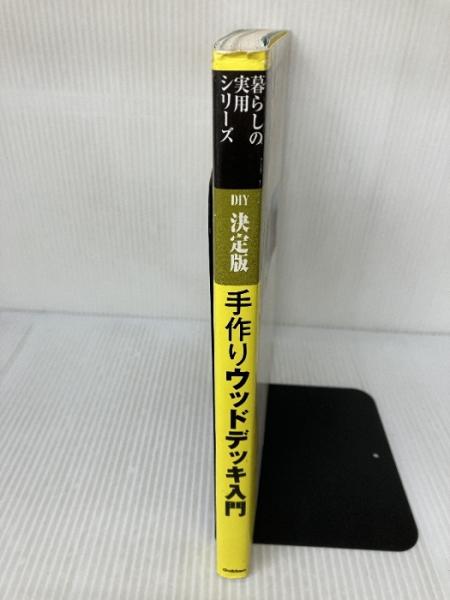 暮らしの
実用
シリーズ
DIY
決定版
手作りウッドデッキ入門
Gakken